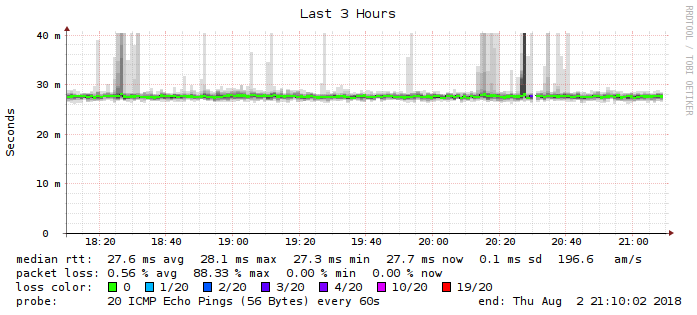 Last 3 Hours
RRDTOOL / TOBI OETIKER
Seconds
40 m
30 m
20 m
10 m
0
18:20 18:40 19:00 19:20 19:40 20:00 20:20 20:40 21:00
median rtt: 27.6 ms avg 28.1 ms max 27.3 ms min 27.7 ms now 0.1 ms sd 196.6 am/s
packet loss: 0.56 % avg 88.33 % max 0.00 % min 0.00 % now
loss color: 0 1/20 2/20 3/20 4/20 10/20 19/20
probe: 20 ICMP Echo Pings (56 Bytes) every 60s end: Thu Aug 2 21:10:02 2018